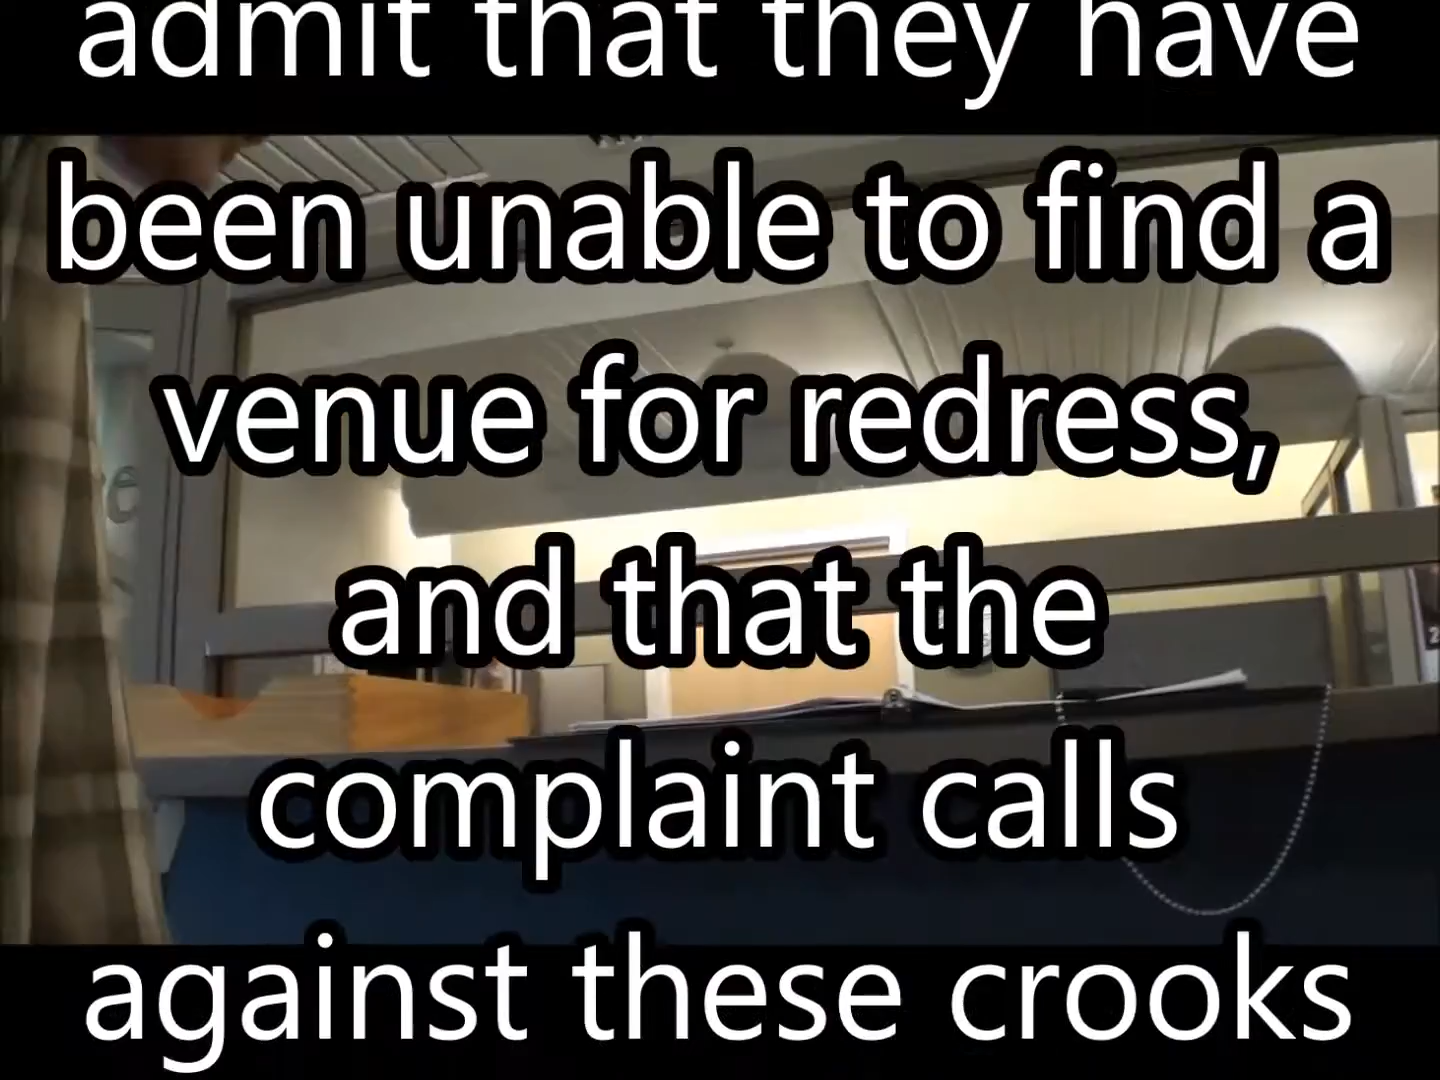 admit that they have
been unable to find a
venue for redress,
and that the
complaint calls
against these crooks